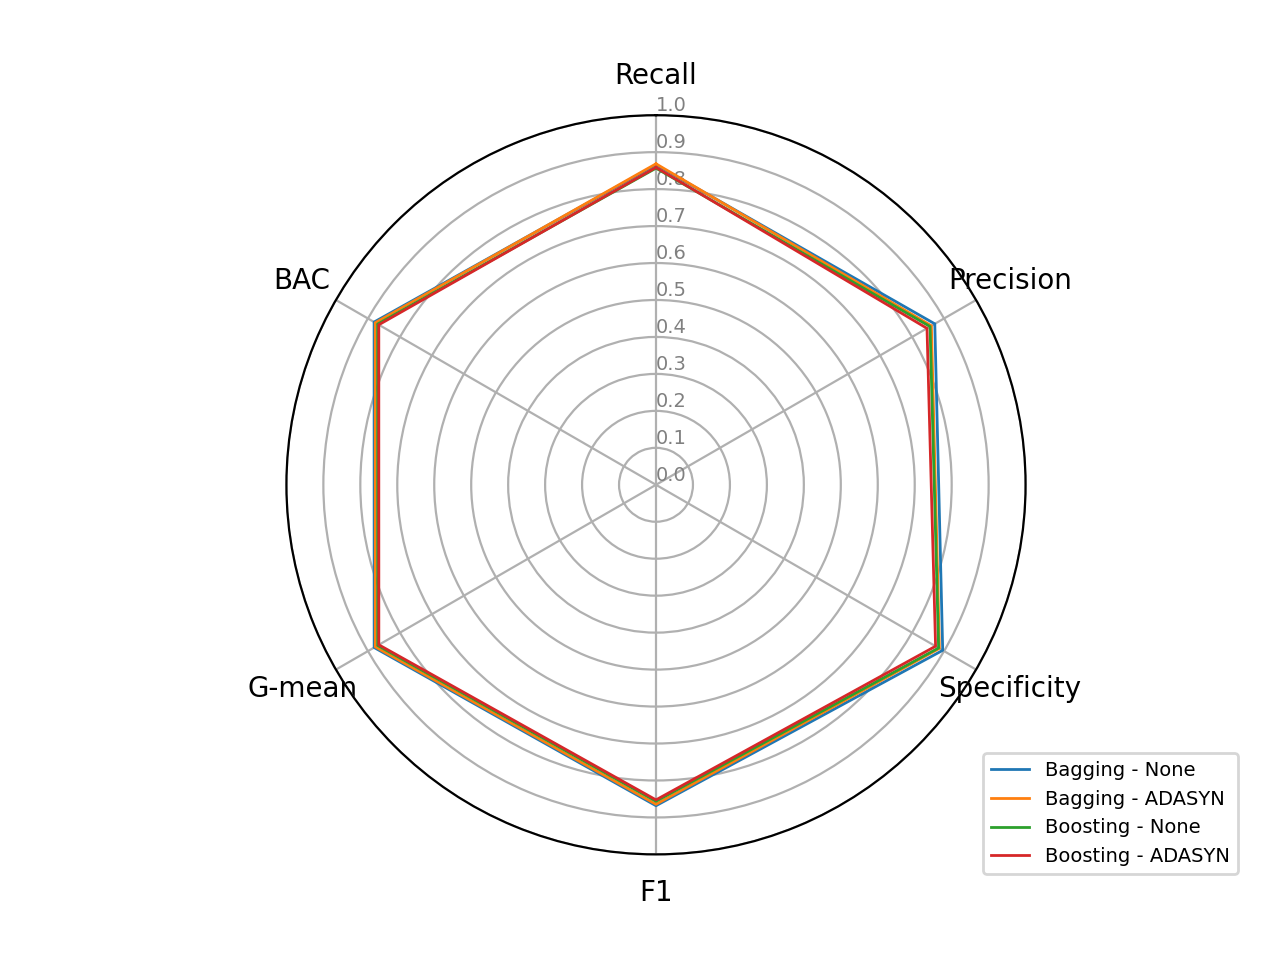 Recall
1.0
0.9
0.8
0.7
0.6
0.5
0.4
0.3
0.2
0.1
0.0
BAC
Precision
G-mean
Specificity
F1
Bagging - None
Bagging - ADASYN
Boosting - None
Boosting - ADASYN